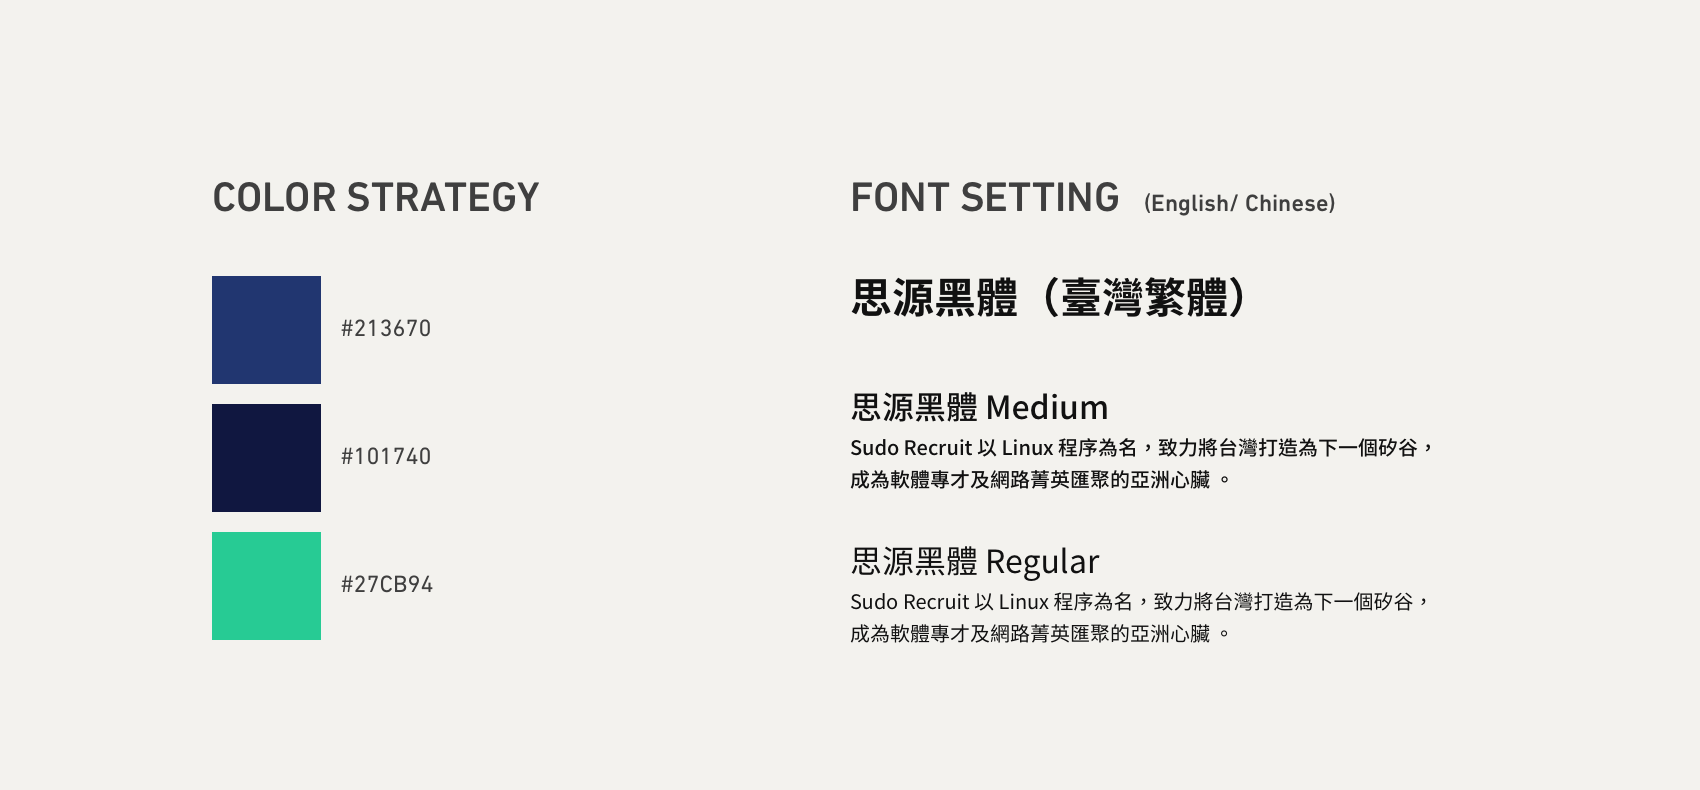 COLOR STRATEGY
#213670
#101740
#27CB94
FONT SETTING (English/ Chinese)
思源黑體（臺灣繁體）
思源黑體 Medium
Sudo Recruit 以 Linux 程序為名，致力將台灣打造為下一個矽谷，
成為軟體專才及網路菁英匯聚的亞洲心臟 。
思源黑體 Regular
Sudo Recruit 以 Linux 程序為名，致力將台灣打造為下一個矽谷，
成為軟體專才及網路菁英匯聚的亞洲心臟 。